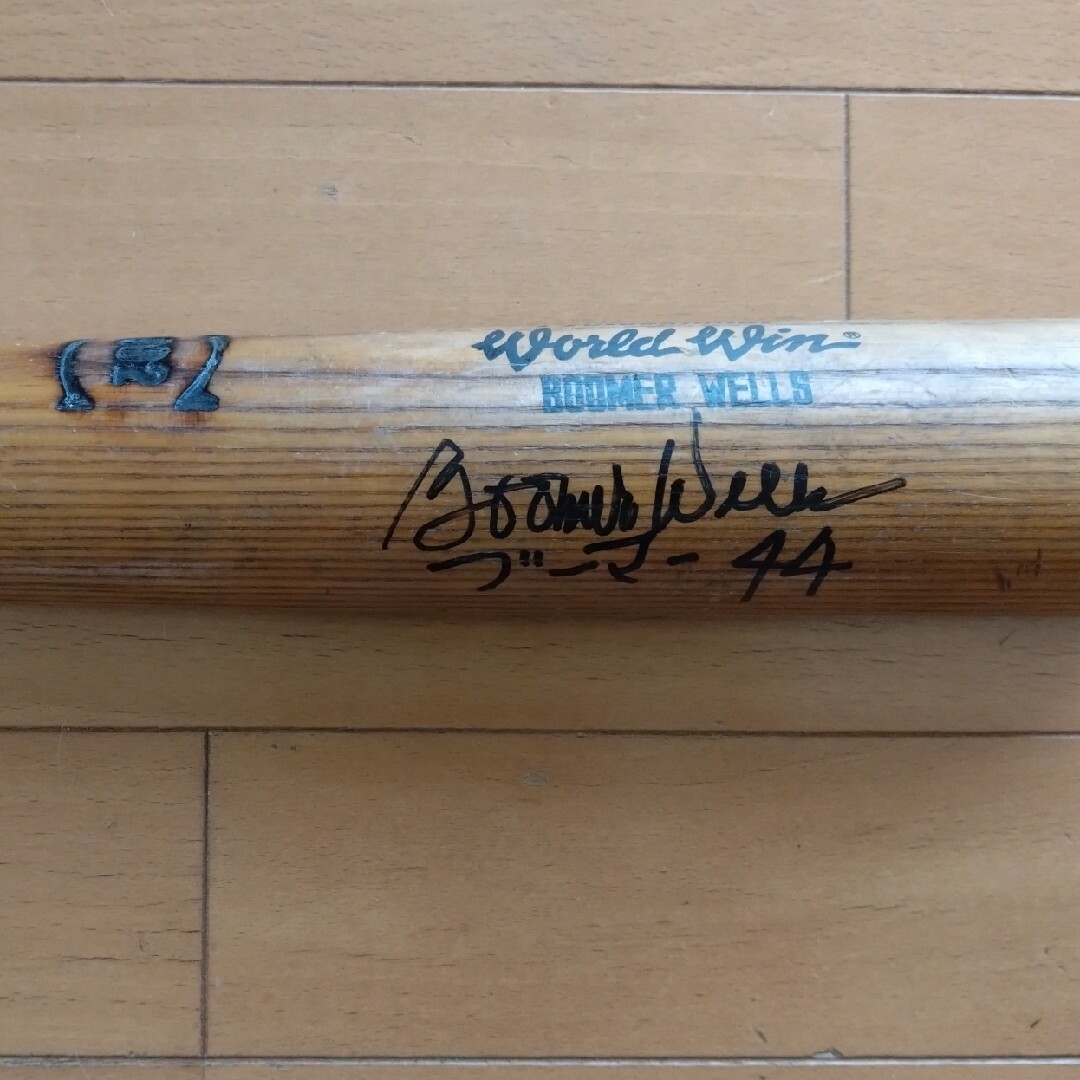 World Win®
BOOMER WELLS
Boomer Wells
ブーマー 44